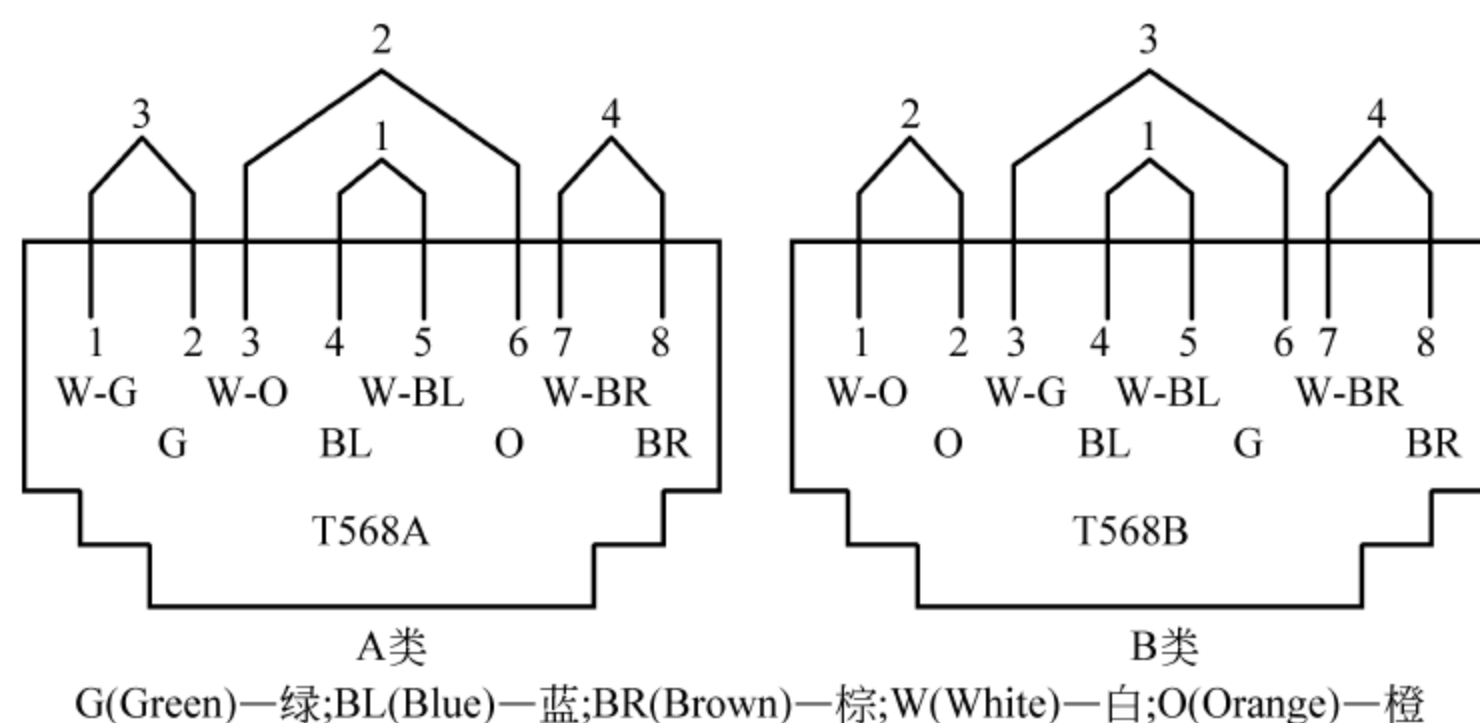 2 3
3 1 4 2 1 4
1 2 3 4 5 6 7 8 1 2 3 4 5 6 7 8
W-G W-O W-BL W-BR W-O W-G W-BL W-BR
G BL O BR O BL G BR
T568A T568B
A类 B类
G(Green)—绿;BL(Blue)—蓝;BR(Brown)—棕;W(White)—白;O(Orange)—橙